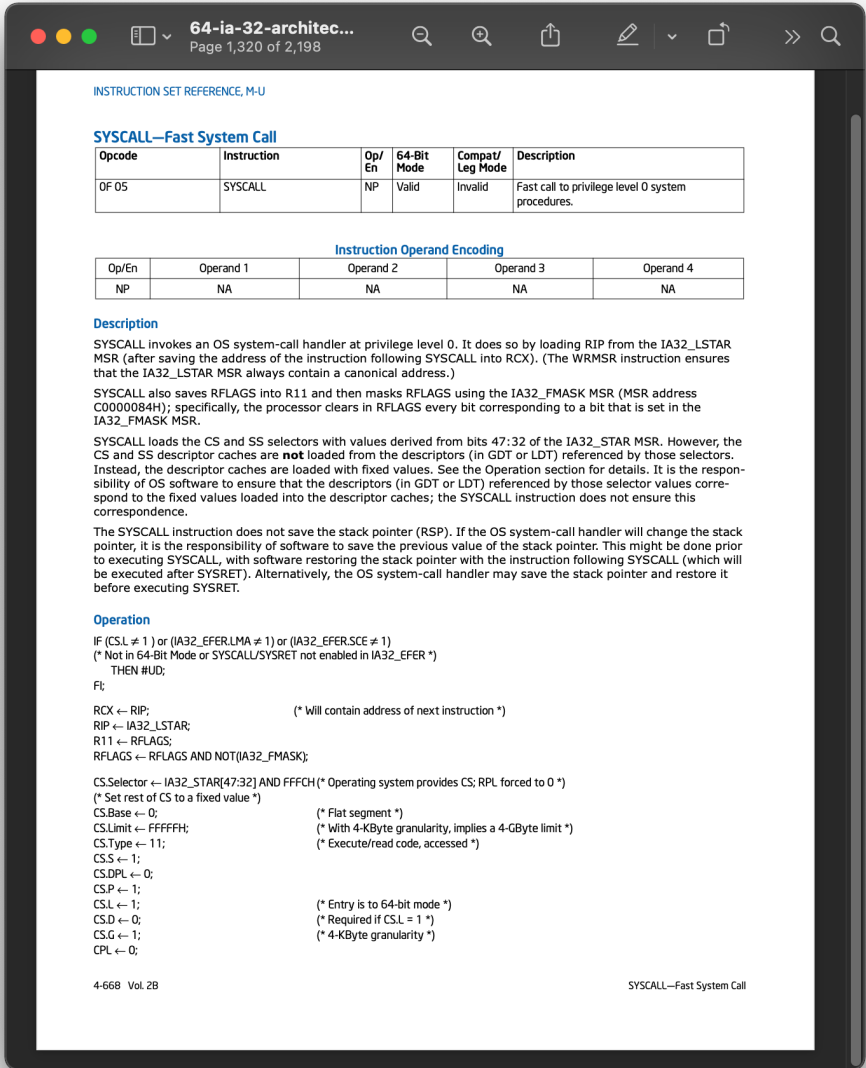 64-ia-32-architec...
Page 1,320 of 2,198
INSTRUCTION SET REFERENCE, M-U
SYSCALL—Fast System Call
Opcode Instruction Op/ En 64-Bit Mode Compat/ Leg Mode Description
0F 05 SYSCALL NP Valid Invalid Fast call to privilege level 0 system procedures.
Instruction Operand Encoding
Op/En Operand 1 Operand 2 Operand 3 Operand 4
NP NA NA NA NA
Description
SYSCALL invokes an OS system-call handler at privilege level 0. It does so by loading RIP from the IA32_LSTAR
MSR (after saving the address of the instruction following SYSCALL into RCX). (The WRMSR instruction ensures
that the IA32_LSTAR MSR always contain a canonical address.)
SYSCALL also saves RFLAGS into R11 and then masks RFLAGS using the IA32_FMASK MSR (MSR address
C0000084H); specifically, the processor clears in RFLAGS every bit corresponding to a bit that is set in the
IA32_FMASK MSR.
SYSCALL loads the CS and SS selectors with values derived from bits 47:32 of the IA32_STAR MSR. However, the
CS and SS descriptor caches are not loaded from the descriptors (in GDT or LDT) referenced by those selectors.
Instead, the descriptor caches are loaded with fixed values. See the Operation section for details. It is the respon-
sibility of OS software to ensure that the descriptors (in GDT or LDT) referenced by those selector values corre-
spond to the fixed values loaded into the descriptor caches; the SYSCALL instruction does not ensure this
correspondence.
The SYSCALL instruction does not save the stack pointer (RSP). If the OS system-call handler will change the stack
pointer, it is the responsibility of software to save the previous value of the stack pointer. This might be done prior
to executing SYSCALL, with software restoring the stack pointer with the instruction following SYSCALL (which will
be executed after SYSRET). Alternatively, the OS system-call handler may save the stack pointer and restore it
before executing SYSRET.
Operation
IF (CS.L ≠ 1 ) or (IA32_EFER.LMA ≠ 1) or (IA32_EFER.SCE ≠ 1)
(* Not in 64-Bit Mode or SYSCALL/SYSRET not enabled in IA32_EFER *)
THEN #UD;
FI;
RCX ← RIP; (* Will contain address of next instruction *)
RIP ← IA32_LSTAR;
R11 ← RFLAGS;
RFLAGS ← RFLAGS AND NOT(IA32_FMASK);
CS.Selector ← IA32_STAR[47:32] AND FFFCH (* Operating system provides CS; RPL forced to 0 *)
(* Set rest of CS to a fixed value *)
CS.Base ← 0; (* Flat segment *)
CS.Limit ← FFFFFH; (* With 4-KByte granularity, implies a 4-GByte limit *)
CS.Type ← 11; (* Execute/read code, accessed *)
CS.S ← 1;
CS.DPL ← 0;
CS.P ← 1;
CS.L ← 1; (* Entry is to 64-bit mode *)
CS.D ← 0; (* Required if CS.L = 1 *)
CS.G ← 1; (* 4-KByte granularity *)
CPL ← 0;
4-668 Vol. 2B SYSCALL—Fast System Call